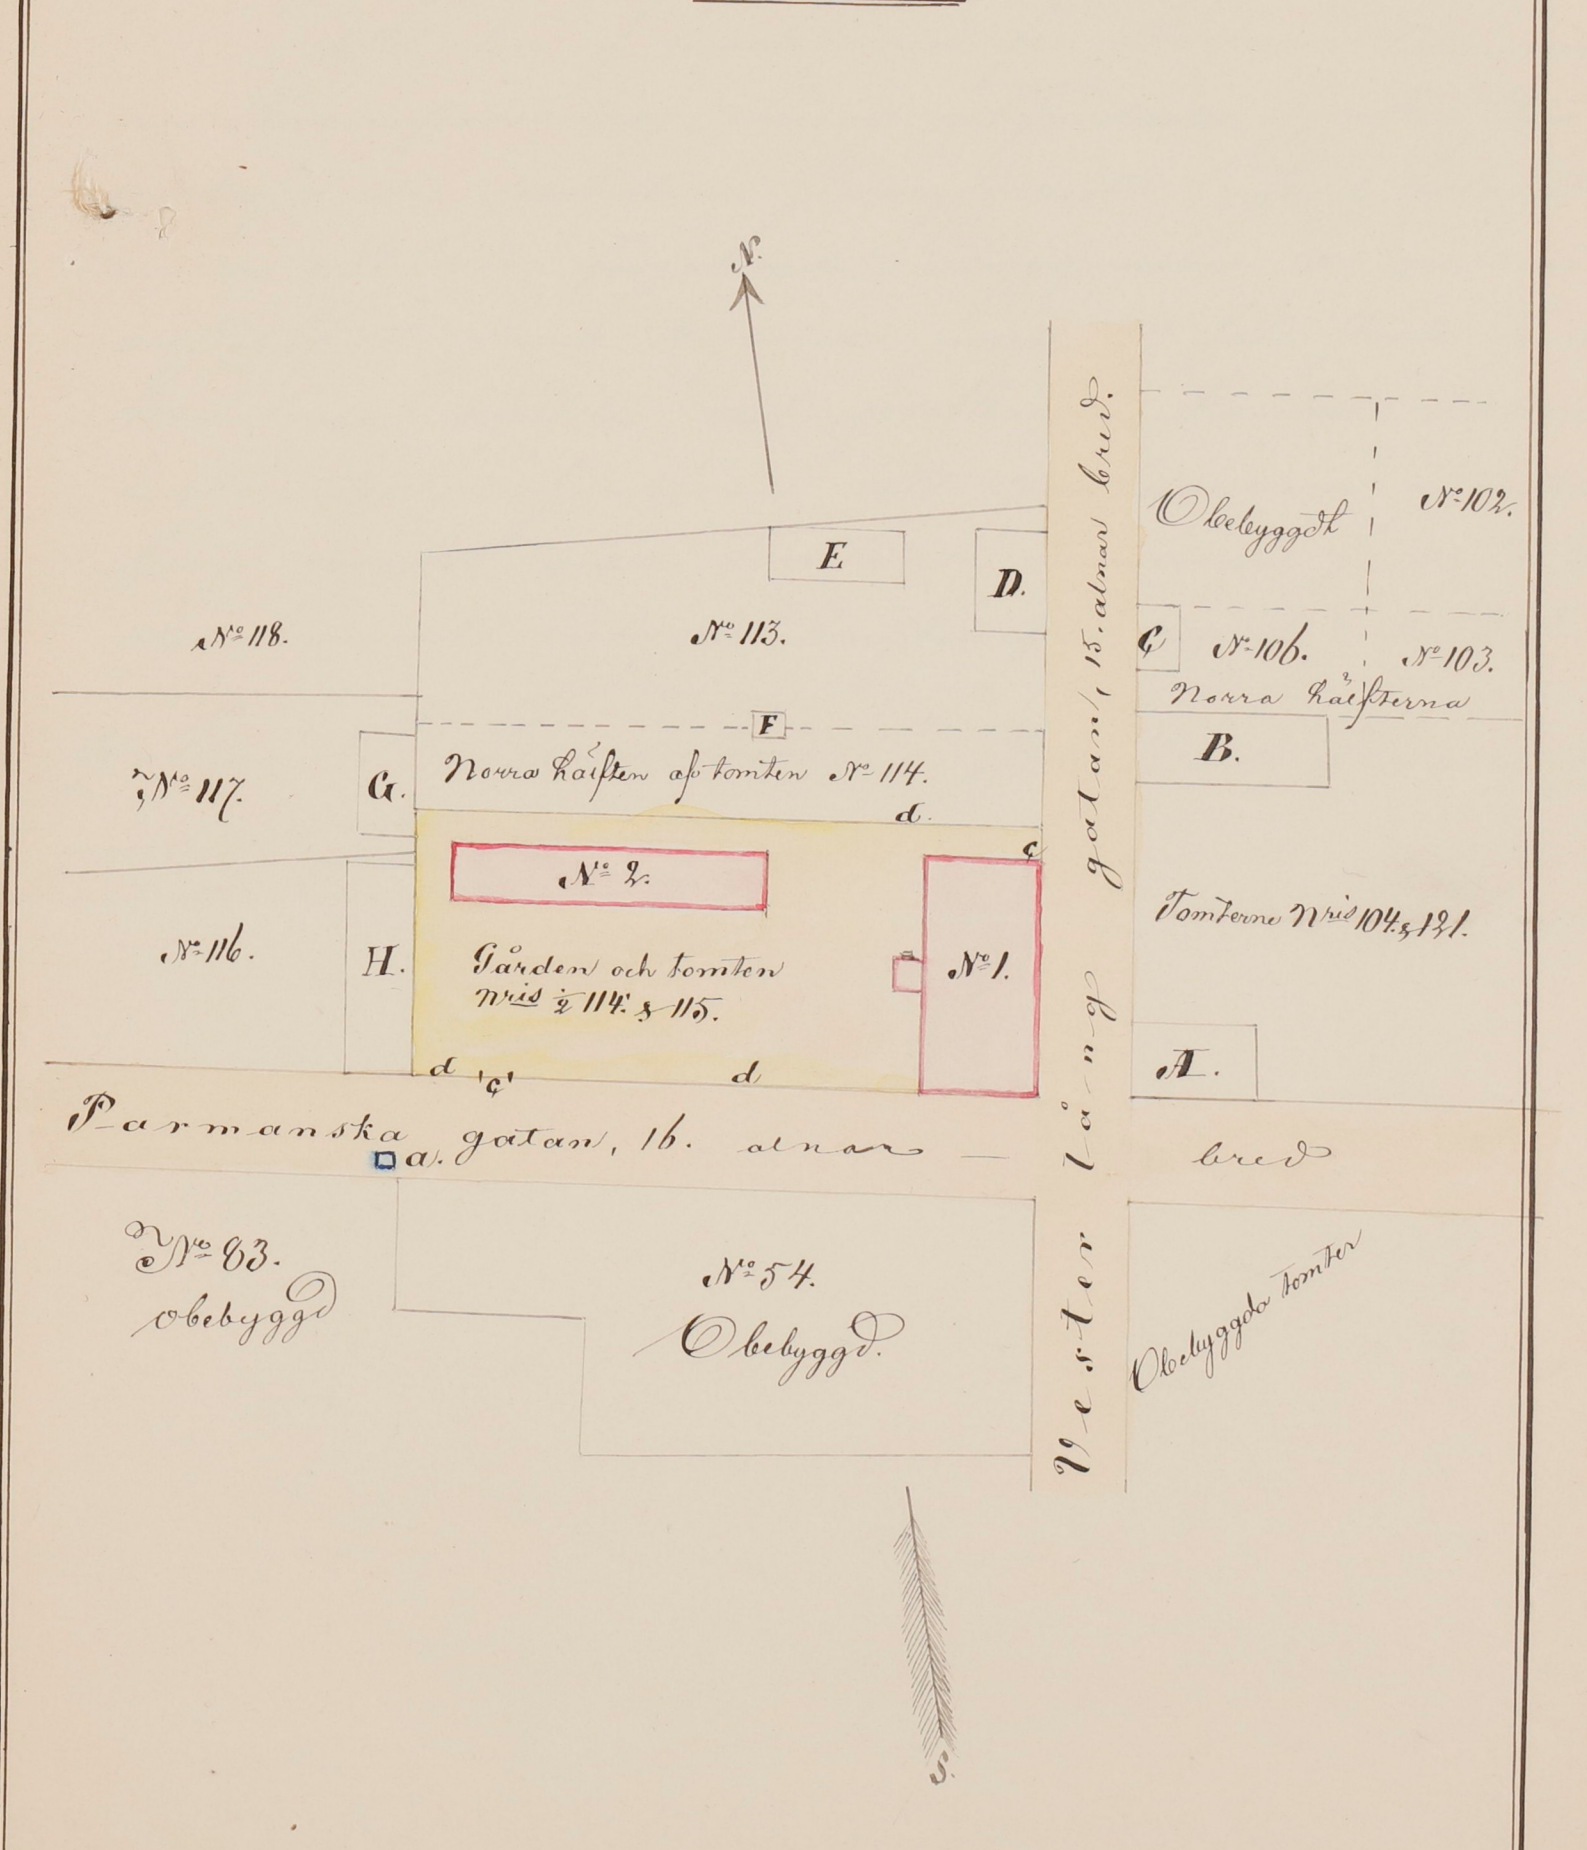 N.
Obebyggdt
No 102.
E
D.
No 118.
No 113.
C
No 106.
No 103.
Norra hälfterna
F
B.
No 117.
G.
Norra hälften af tomten No 114.
d.
c
No 2.
Tomterne Nris 104. & 121.
No 116.
H.
Gården och tomten
nris ½ 114. & 115.
a
No 1.
d
'c'
d
A.
Parmanska gatan, 16. alnar — bred
a.
Vester lång gatan, 15. alnar bred.
No 83.
obebyggd
No 54.
Obebyggd.
Obebyggda tomter
S.